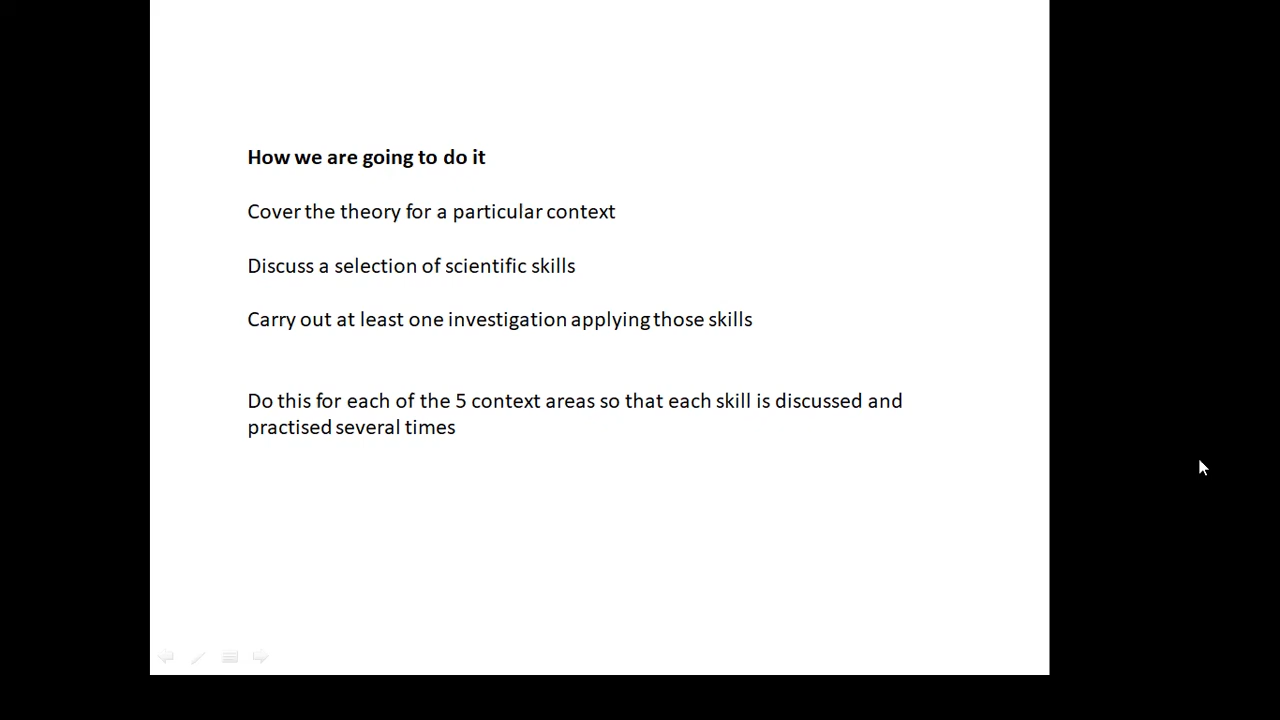 How we are going to do it
Cover the theory for a particular context
Discuss a selection of scientific skills
Carry out at least one investigation applying those skills
Do this for each of the 5 context areas so that each skill is discussed and
practised several times